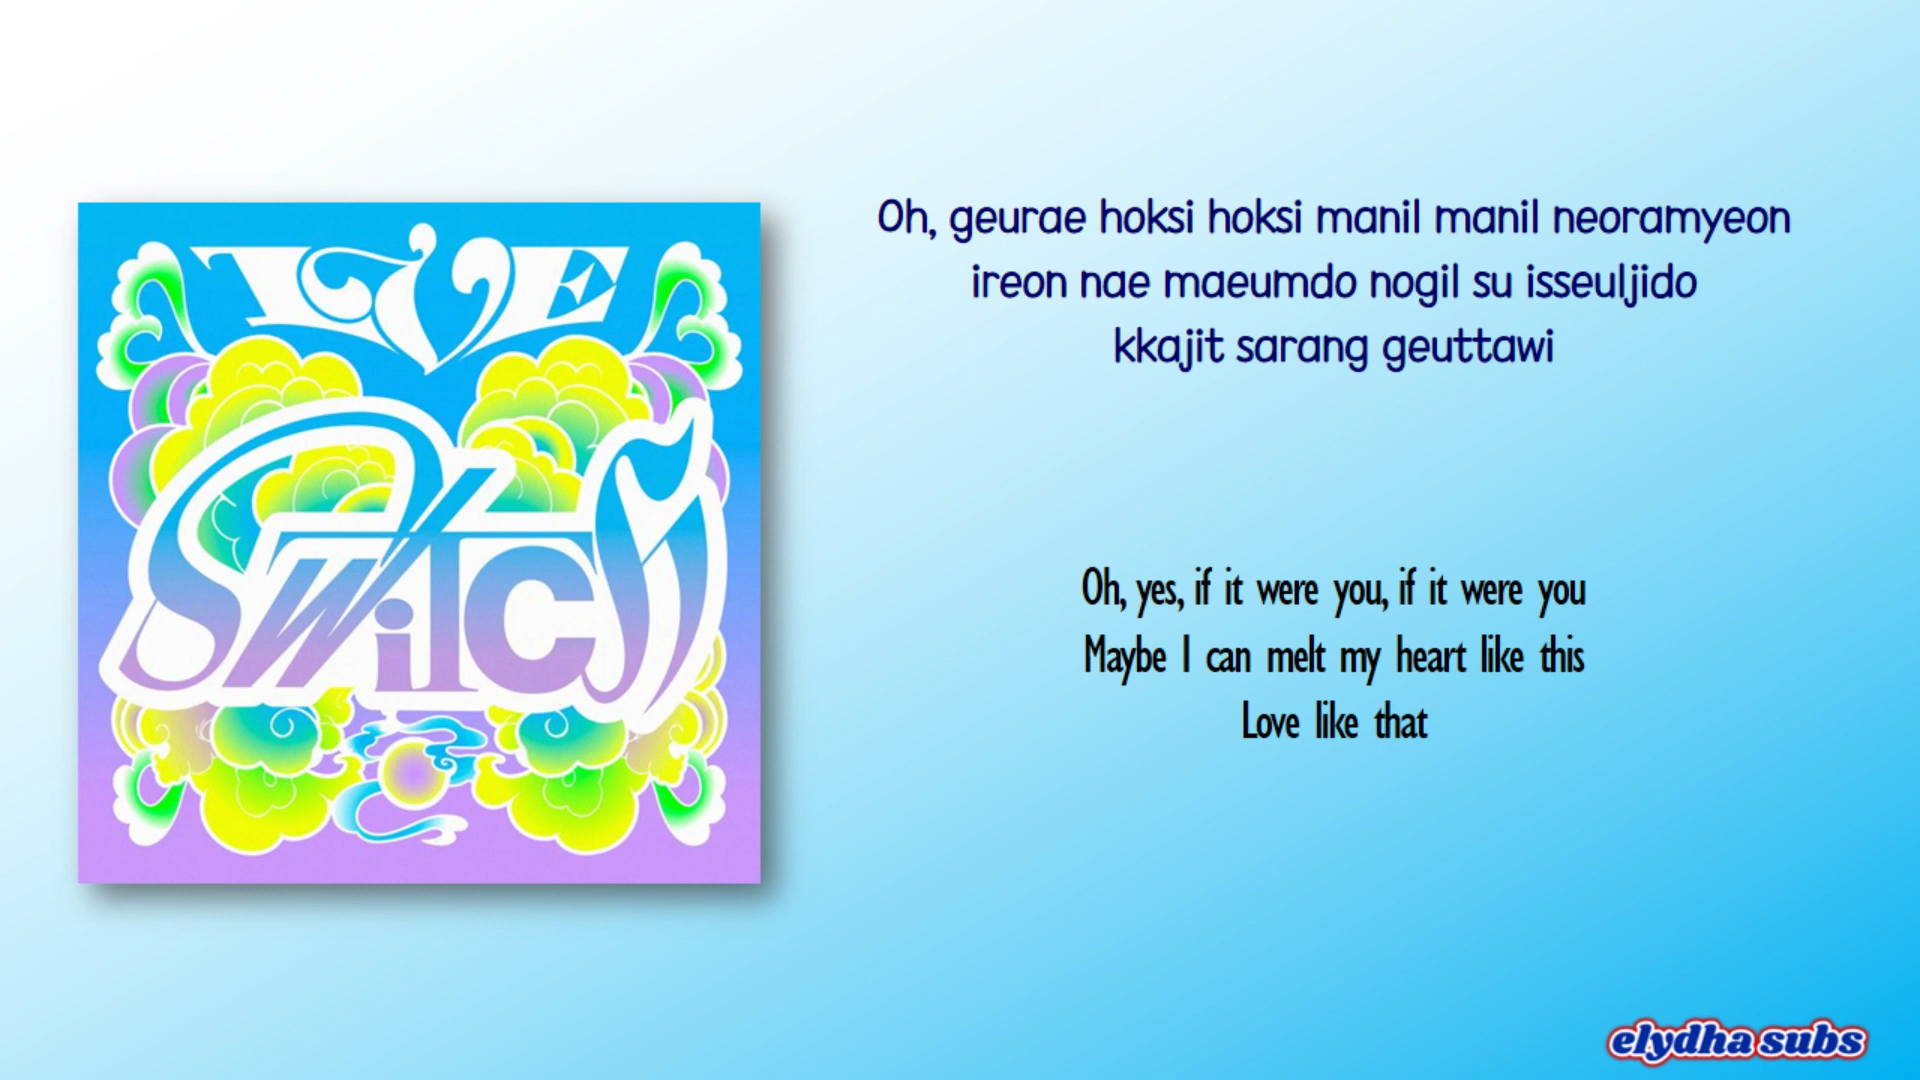 IVE
SWiTCH
Oh, geurae hoksi hoksi manil manil neoramyeon
ireon nae maeumdo nogil su isseuljido
kkajit sarang geuttawi
Oh, yes, if it were you, if it were you
Maybe I can melt my heart like this
Love like that
elydha subs